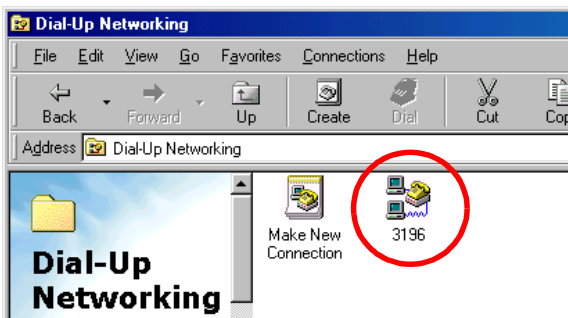 Dial-Up Networking
File Edit View Go Favorites Connections Help
Back Forward Up Create Dial Cut
Address Dial-Up Networking
Make New
Connection
3196
Dial-Up
Networking